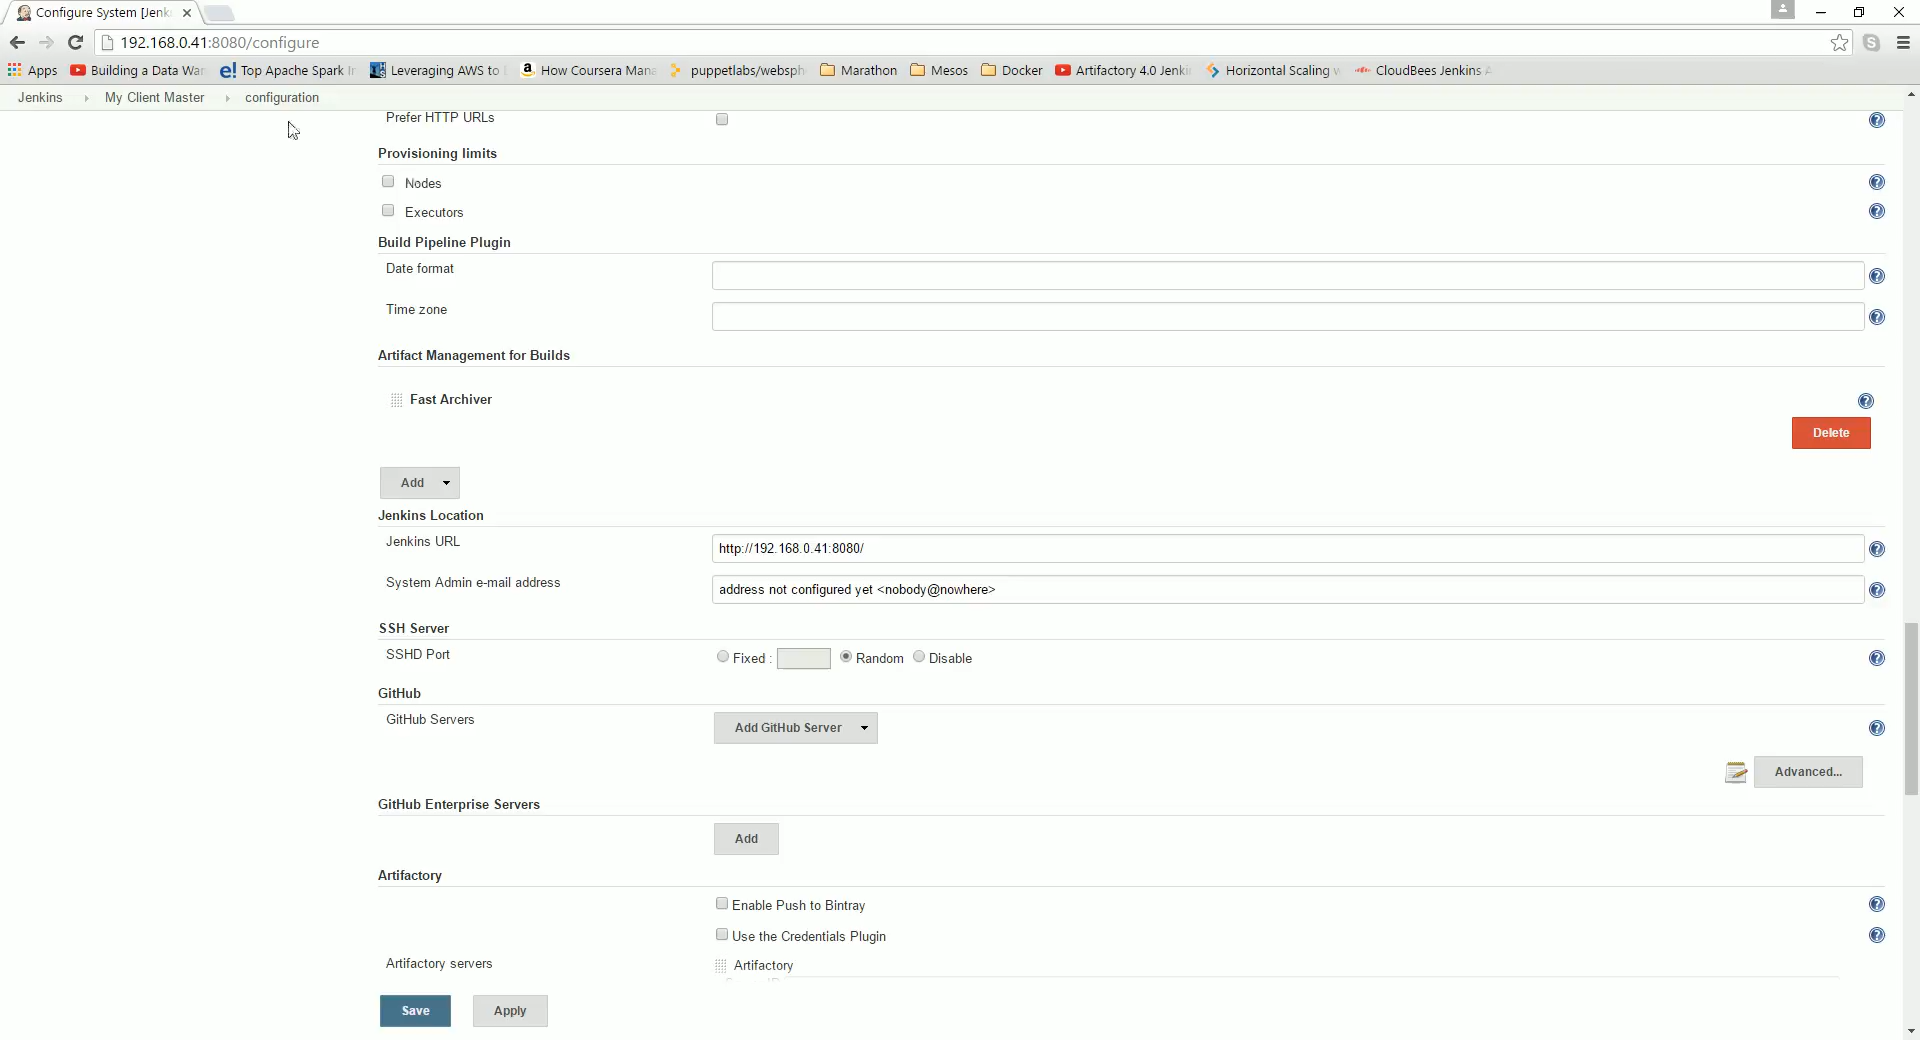 Configure System [Jenk
192.168.0.41:8080/configure
Apps Building a Data War Top Apache Spark In Leveraging AWS to How Coursera Mana puppetlabs/websph Marathon Mesos Docker Artifactory 4.0 Jenki Horizontal Scaling w CloudBees Jenkins A
Jenkins My Client Master configuration
Prefer HTTP URLs
Provisioning limits
Nodes
Executors
Build Pipeline Plugin
Date format
Time zone
Artifact Management for Builds
Fast Archiver
Delete
Add
Jenkins Location
Jenkins URL http://192.168.0.41:8080/
System Admin e-mail address address not configured yet <nobody@nowhere>
SSH Server
SSHD Port Fixed : Random Disable
GitHub
GitHub Servers Add GitHub Server
Advanced...
GitHub Enterprise Servers
Add
Artifactory
Enable Push to Bintray
Use the Credentials Plugin
Artifactory servers Artifactory
Save Apply